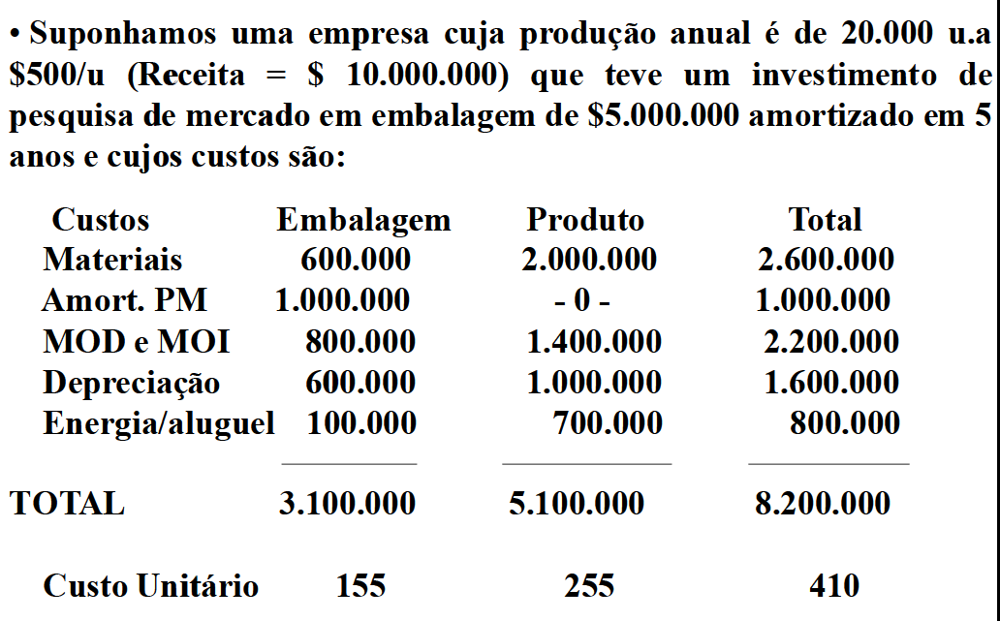 • Suponhamos uma empresa cuja produção anual é de 20.000 u.a
$500/u (Receita = $ 10.000.000) que teve um investimento de
pesquisa de mercado em embalagem de $5.000.000 amortizado em 5
anos e cujos custos são:
Custos Embalagem Produto Total
Materiais 600.000 2.000.000 2.600.000
Amort. PM 1.000.000 - 0 - 1.000.000
MOD e MOI 800.000 1.400.000 2.200.000
Depreciação 600.000 1.000.000 1.600.000
Energia/aluguel 100.000 700.000 800.000
TOTAL 3.100.000 5.100.000 8.200.000
Custo Unitário 155 255 410